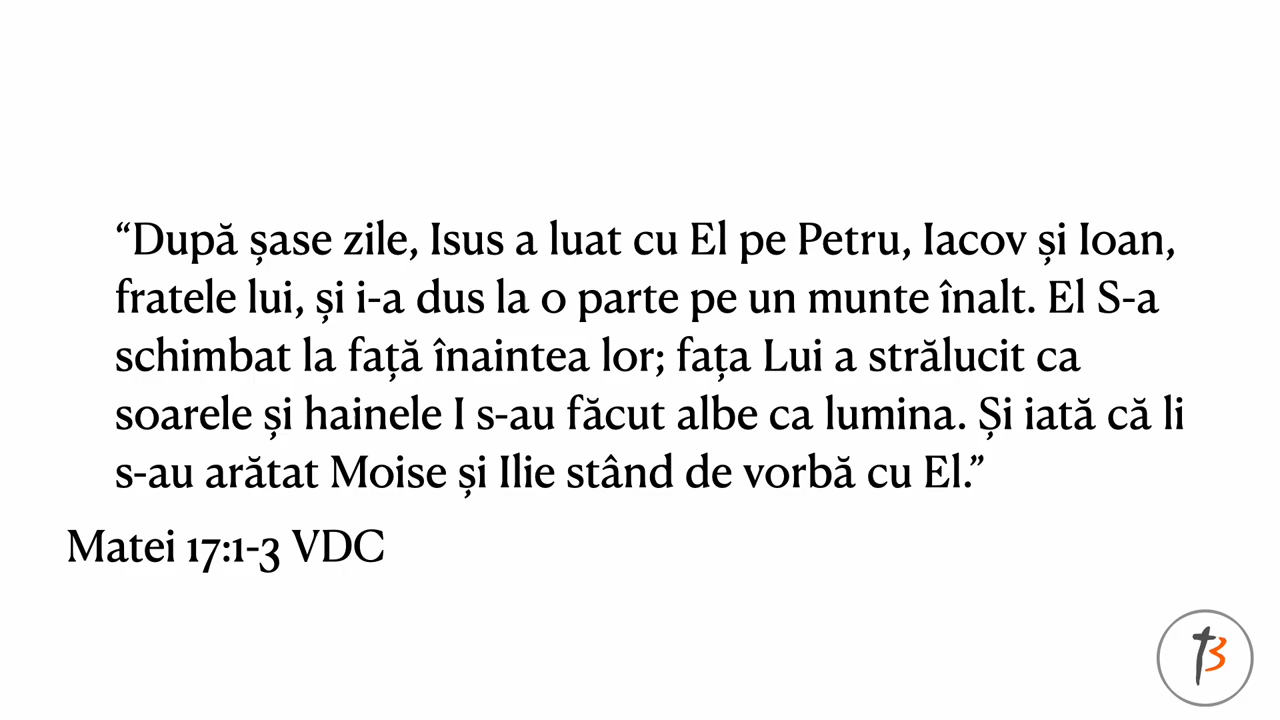 “După șase zile, Isus a luat cu El pe Petru, Iacov și Ioan,
fratele lui, și i-a dus la o parte pe un munte înalt. El S-a
schimbat la față înaintea lor; fața Lui a strălucit ca
soarele și hainele I s-au făcut albe ca lumina. Și iată că li
s-au arătat Moise și Ilie stând de vorbă cu El.”
Matei 17:1-3 VDC